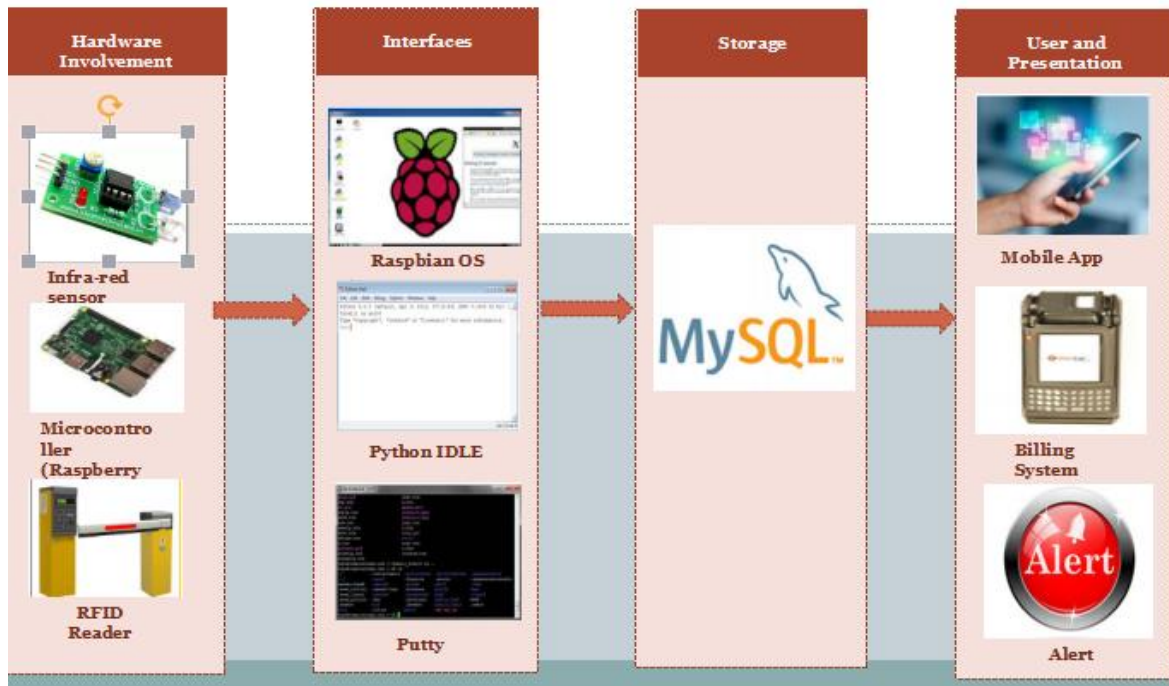 Hardware
Involvement
Interfaces
Storage
User and
Presentation
Infra-red
sensor
Microcontro
ller
(Raspberry
RFID
Reader
Raspbian OS
Python IDLE
Putty
MySQL
TM
Mobile App
Billing
System
Alert
Alert